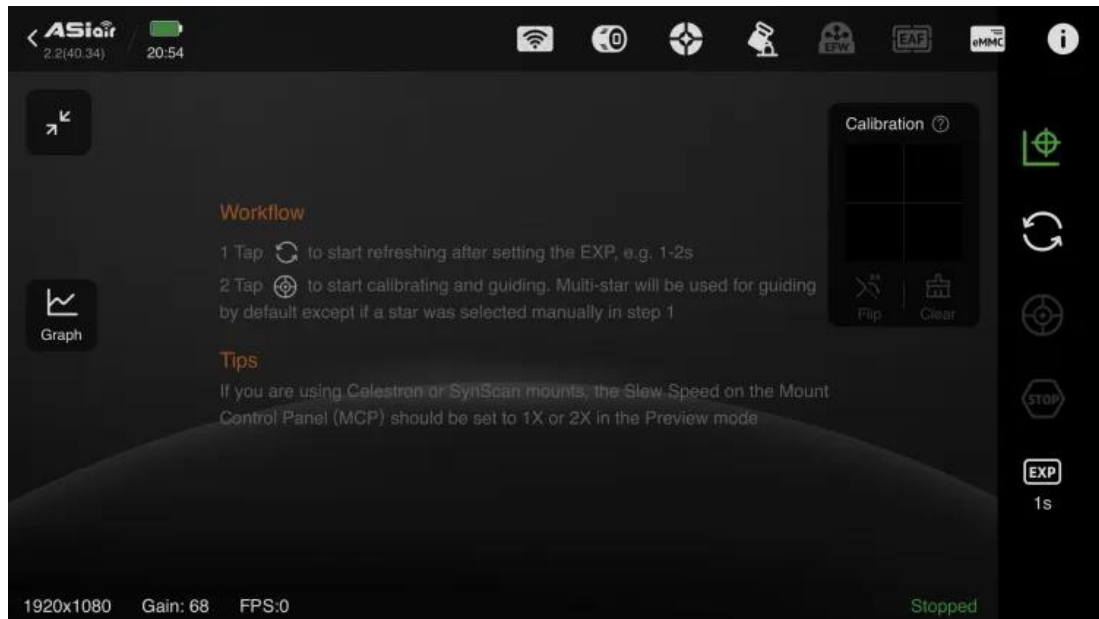 ASIair
2.2(40.34)
20:54
EFW
EAF
eMMC
Calibration
Workflow
1 Tap to start refreshing after setting the EXP, e.g. 1-2s
2 Tap to start calibrating and guiding. Multi-star will be used for guiding
by default except if a star was selected manually in step 1
Flip
Clear
Graph
Tips
If you are using Celestron or SynScan mounts, the Slew Speed on the Mount
Control Panel (MCP) should be set to 1X or 2X in the Preview mode
STOP
EXP
1s
1920x1080
Gain: 68
FPS:0
Stopped